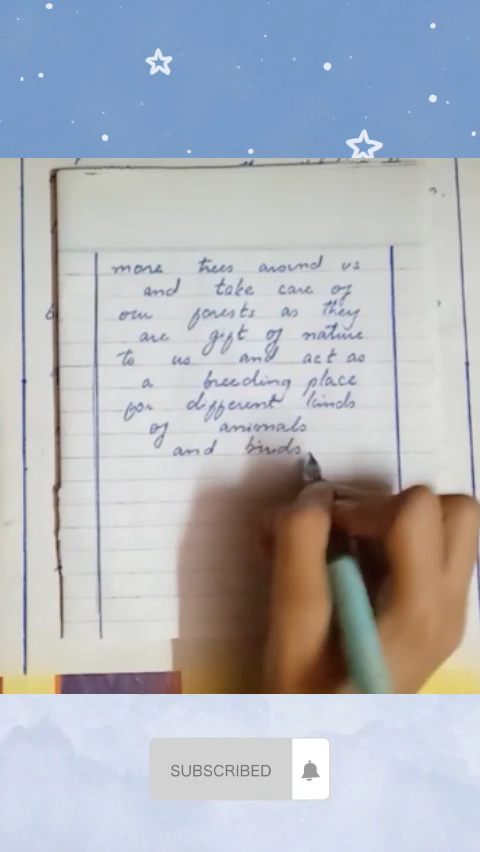 more trees around us
and take care of
our forests as they
are gift of nature
to us and act as
a breeding place
for different kinds
of animals
and birds
SUBSCRIBED